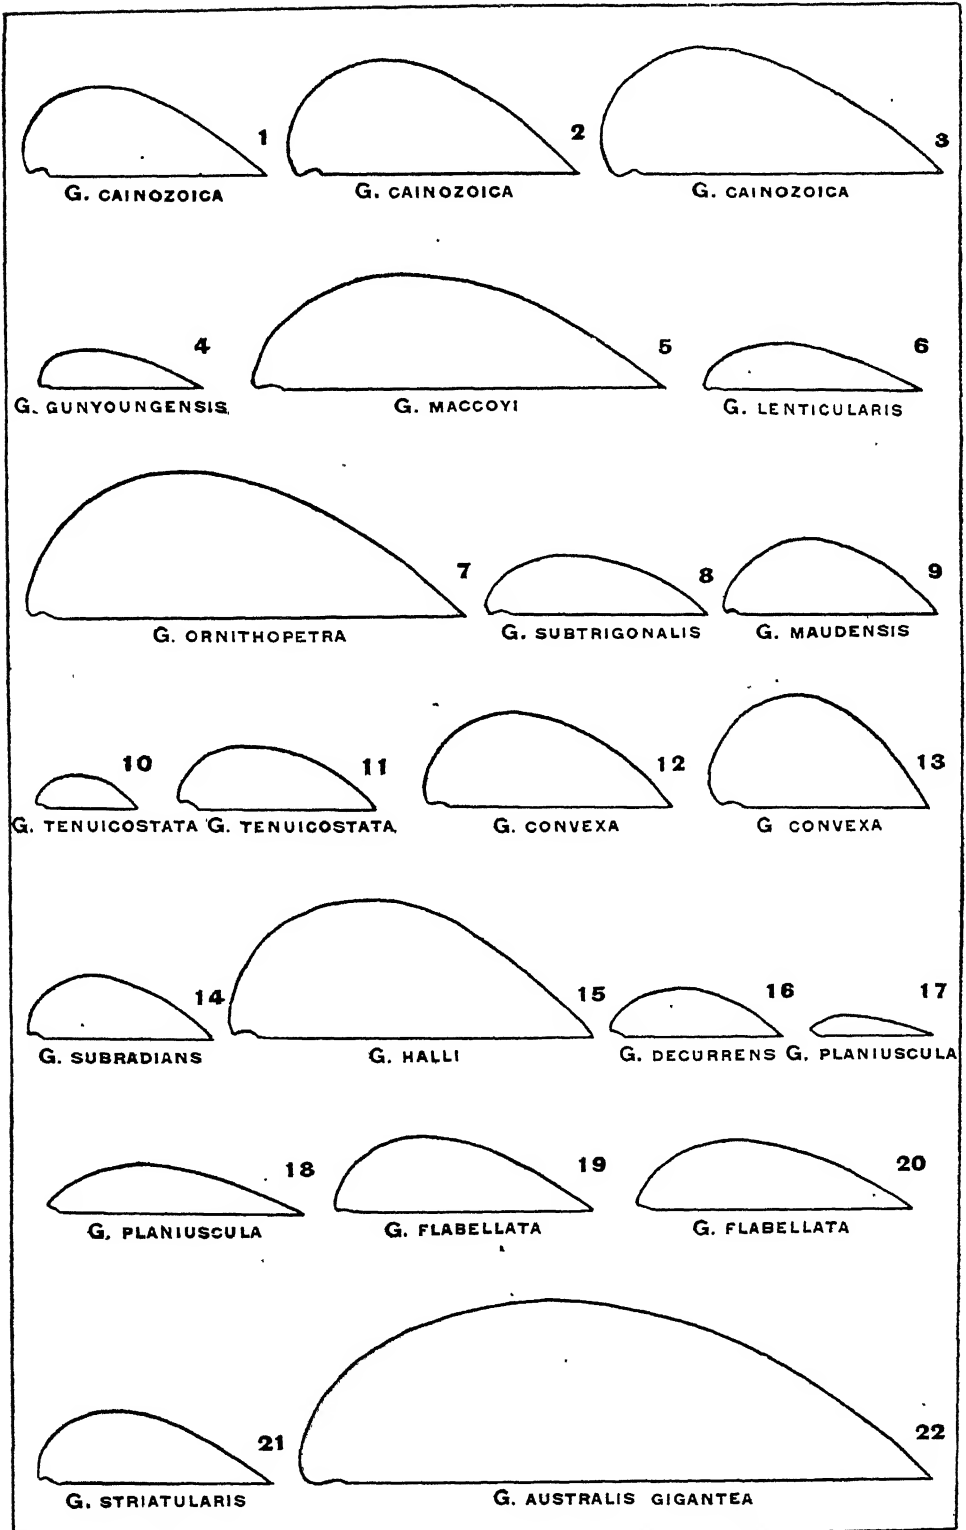 1
G. CAINOZOICA
2
G. CAINOZOICA
3
G. CAINOZOICA
4
G. GUNYOUNGENSIS.
5
G. MACCOYI
6
G. LENTICULARIS
7
G. ORNITHOPETRA
8
G. SUBTRIGONALIS
9
G. MAUDENSIS
10
G. TENUICOSTATA
11
G. TENUICOSTATA.
12
G. CONVEXA
13
G CONVEXA
14
G. SUBRADIANS
15
G. HALLI
16
G. DECURRENS
17
G. PLANIUSCULA
18
G. PLANIUSCULA
19
G. FLABELLATA
20
G. FLABELLATA
21
G. STRIATULARIS
22
G. AUSTRALIS GIGANTEA